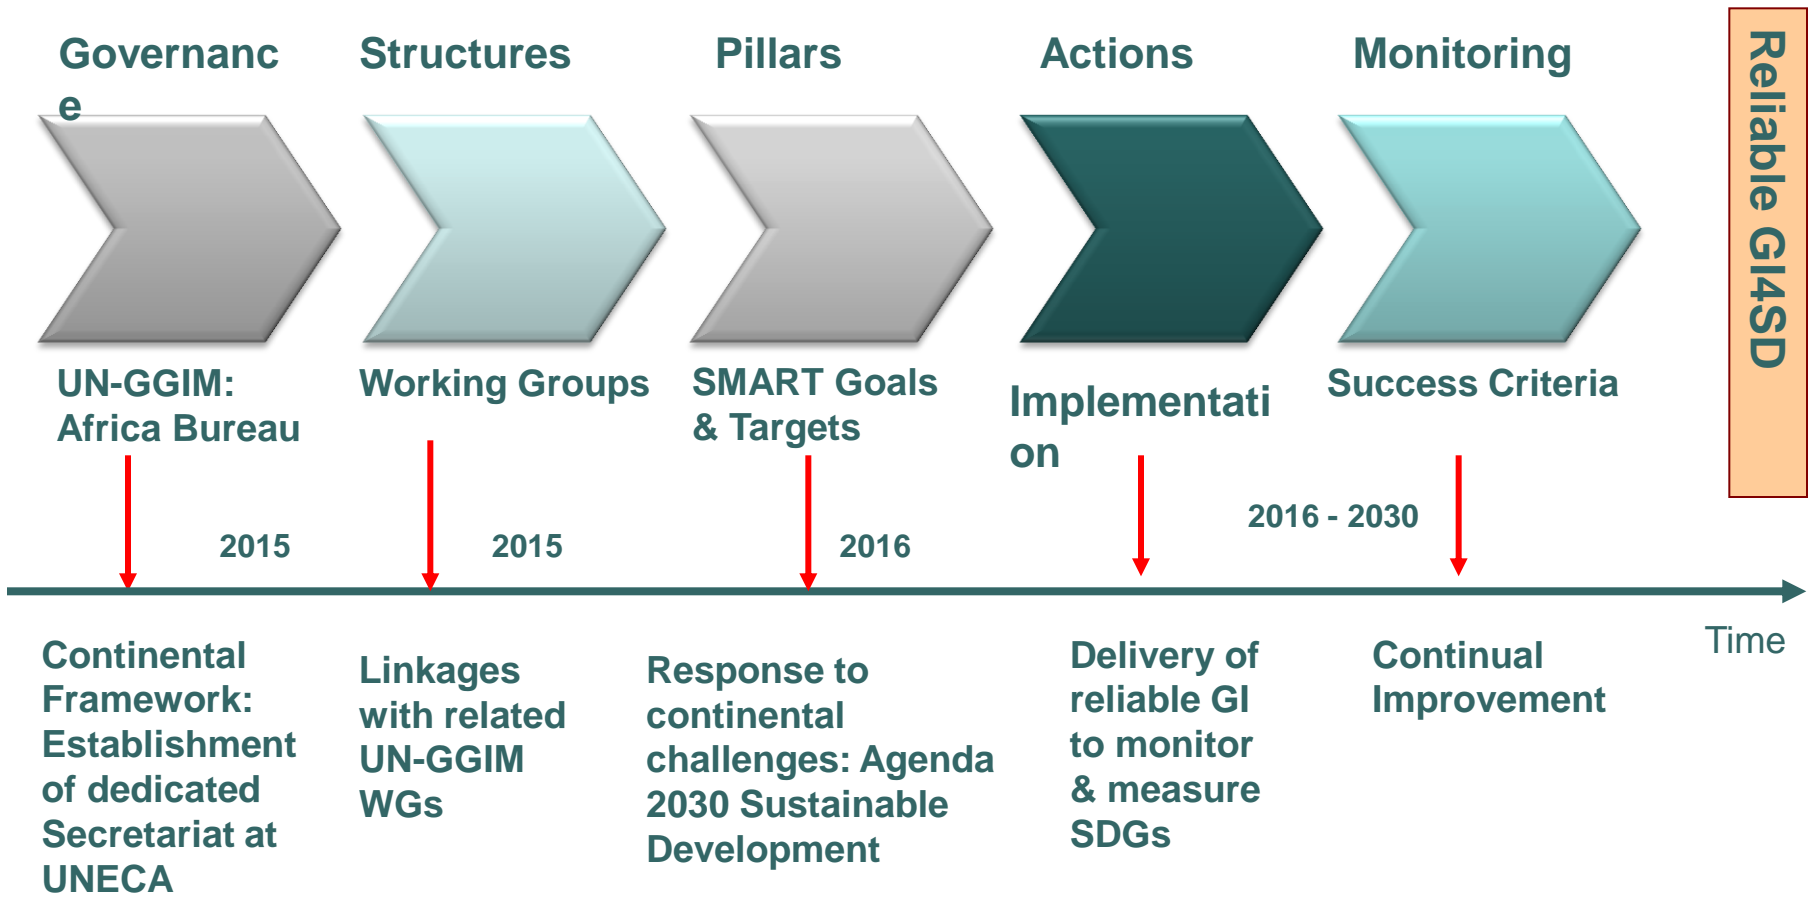 Governanc
e
Structures
Pillars
Actions
Monitoring
Reliable GI4SD
UN-GGIM:
Africa Bureau
Working Groups
SMART Goals
& Targets
Implementati
on
Success Criteria
2015
2015
2016
2016 - 2030
Time
Continental
Framework:
Establishment
of dedicated
Secretariat at
UNECA
Linkages
with related
UN-GGIM
WGs
Response to
continental
challenges: Agenda
2030 Sustainable
Development
Delivery of
reliable GI
to monitor
& measure
SDGs
Continual
Improvement